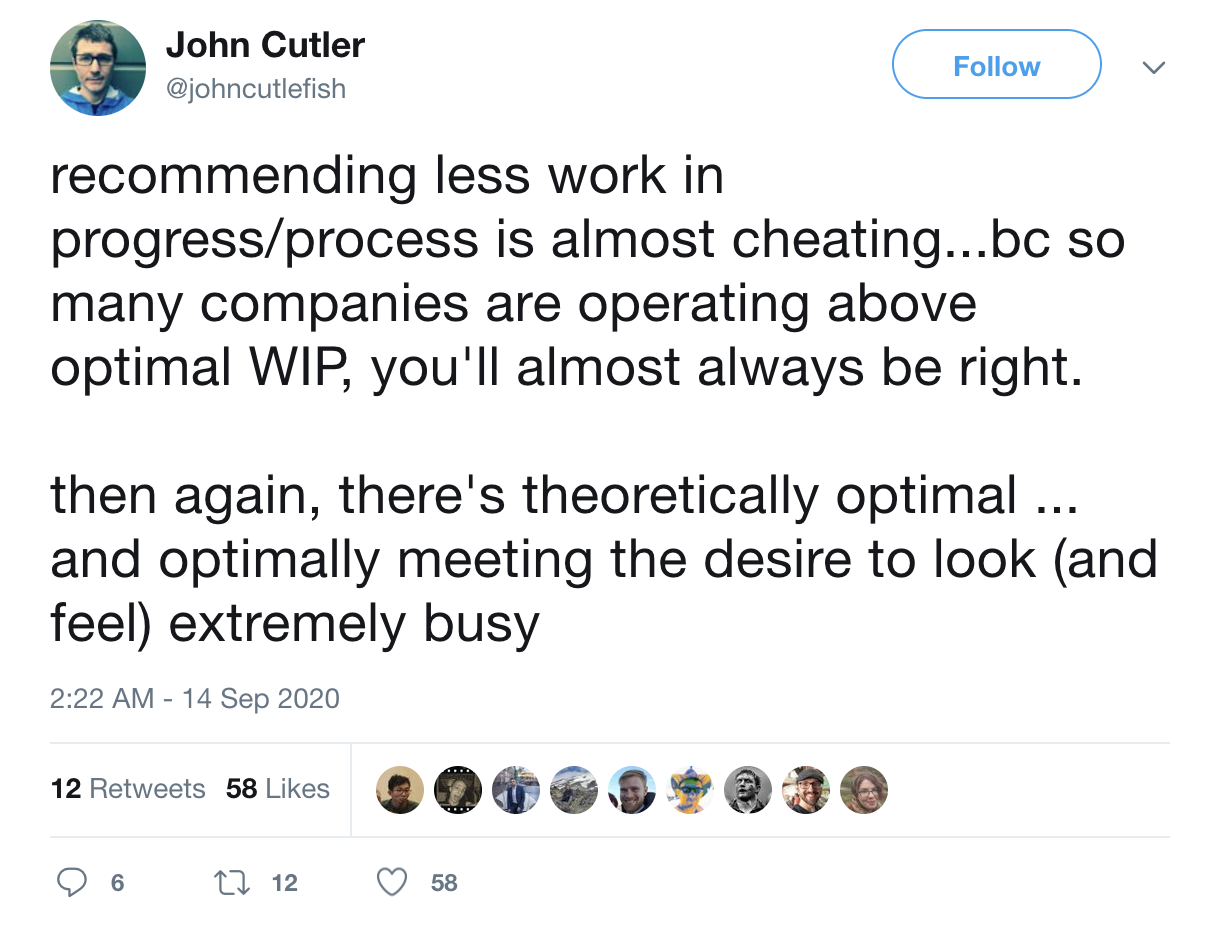 John Cutler
@johncutlefish
Follow
recommending less work in
progress/process is almost cheating...bc so
many companies are operating above
optimal WIP, you'll almost always be right.
then again, there's theoretically optimal ...
and optimally meeting the desire to look (and
feel) extremely busy
2:22 AM - 14 Sep 2020
12 Retweets 58 Likes
6 12 58